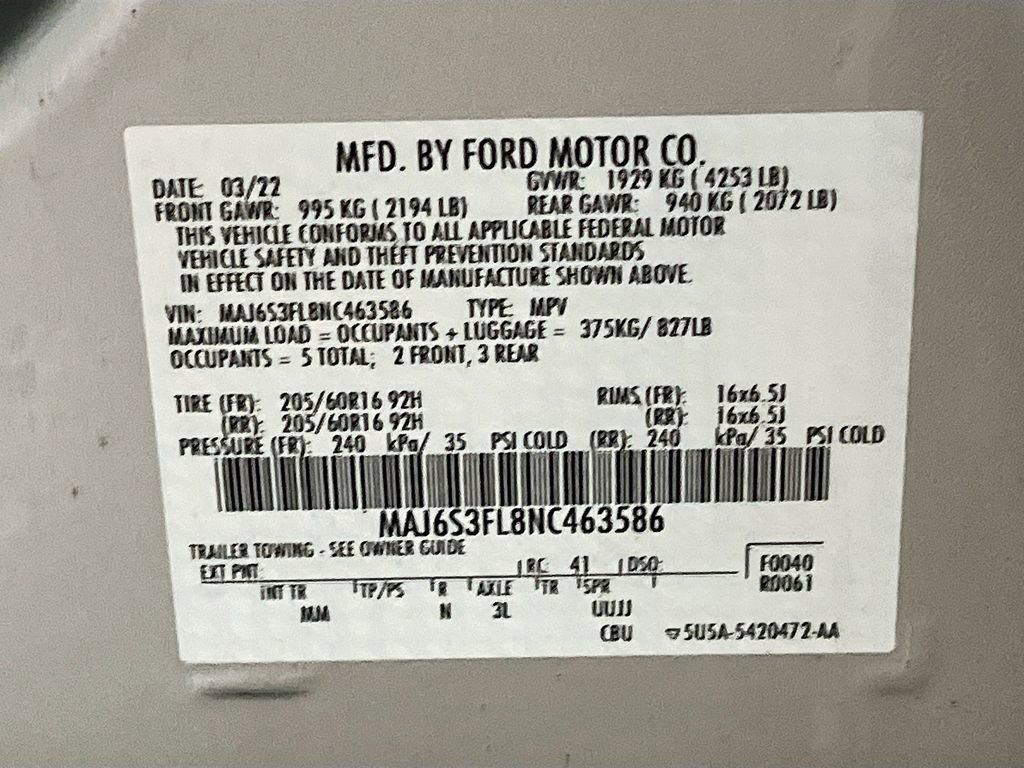 MFD. BY FORD MOTOR CO.
DATE: 03/22 GVWR: 1929 KG ( 4253 LB)
FRONT GAWR: 995 KG ( 2194 LB) REAR GAWR: 940 KG ( 2072 LB)
THIS VEHICLE CONFORMS TO ALL APPLICABLE FEDERAL MOTOR
VEHICLE SAFETY AND THEFT PREVENTION STANDARDS
IN EFFECT ON THE DATE OF MANUFACTURE SHOWN ABOVE.
VIN: MAJ6S3FL8NC463586 TYPE: MPV
MAXIMUM LOAD = OCCUPANTS + LUGGAGE = 375KG/ 827LB
OCCUPANTS = 5 TOTAL; 2 FRONT, 3 REAR
TIRE (FR): 205/60R16 92H RIMS (FR): 16x6.5J
(RR): 205/60R16 92H (RR): 16x6.5J
PRESSURE (FR): 240 kPa/ 35 PSI COLD (RR): 240 kPa/ 35 PSI COLD
MAJ6S3FL8NC463586
TRAILER TOWING - SEE OWNER GUIDE
EXT PNT: RC: 41 DSO: F0040
INT TR TP/PS R AXLE TR SPR R0061
MM N 3L UUJJ
CBU 5U5A-5420472-AA